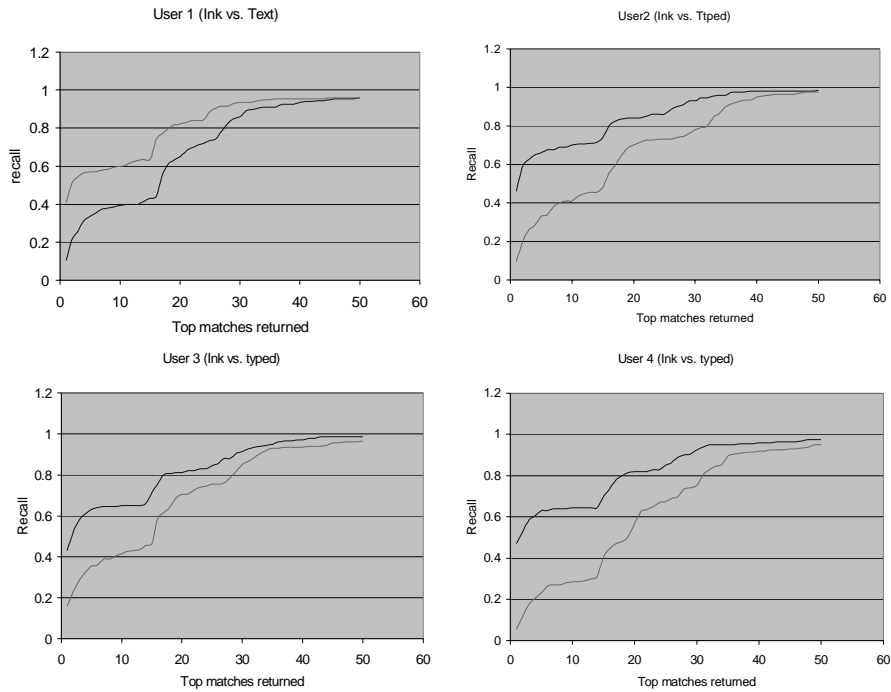 User 1 (Ink vs. Text)
1.2
1
0.8
0.6
0.4
0.2
0
recall
0 10 20 30 40 50 60
Top matches returned
User2 (Ink vs. Ttped)
1.2
1
0.8
0.6
0.4
0.2
0
Recall
0 10 20 30 40 50 60
Top matches returned
User 3 (Ink vs. typed)
1.2
1
0.8
0.6
0.4
0.2
0
Recall
0 10 20 30 40 50 60
Top matches returned
User 4 (Ink vs. typed)
1.2
1
0.8
0.6
0.4
0.2
0
Recall
0 10 20 30 40 50 60
Top matches returned